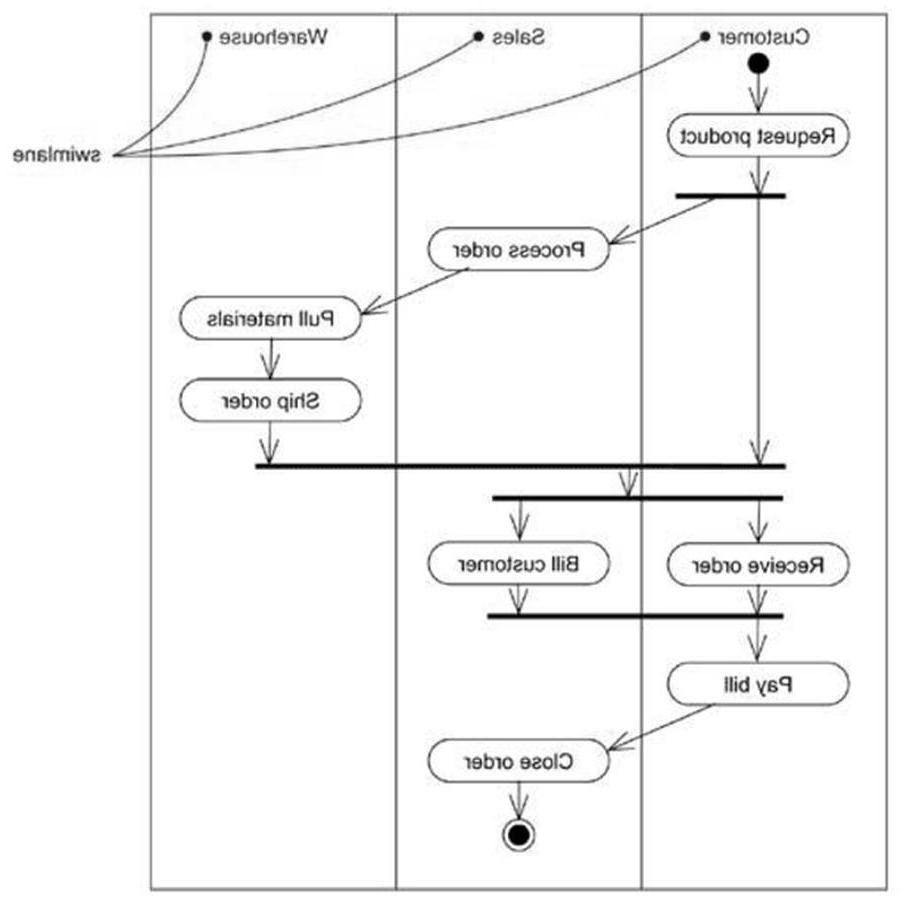 Customer
Sales
Warehouse
swimlane
Request product
Process order
Pull materials
Ship order
Receive order
Bill customer
Pay bill
Close order